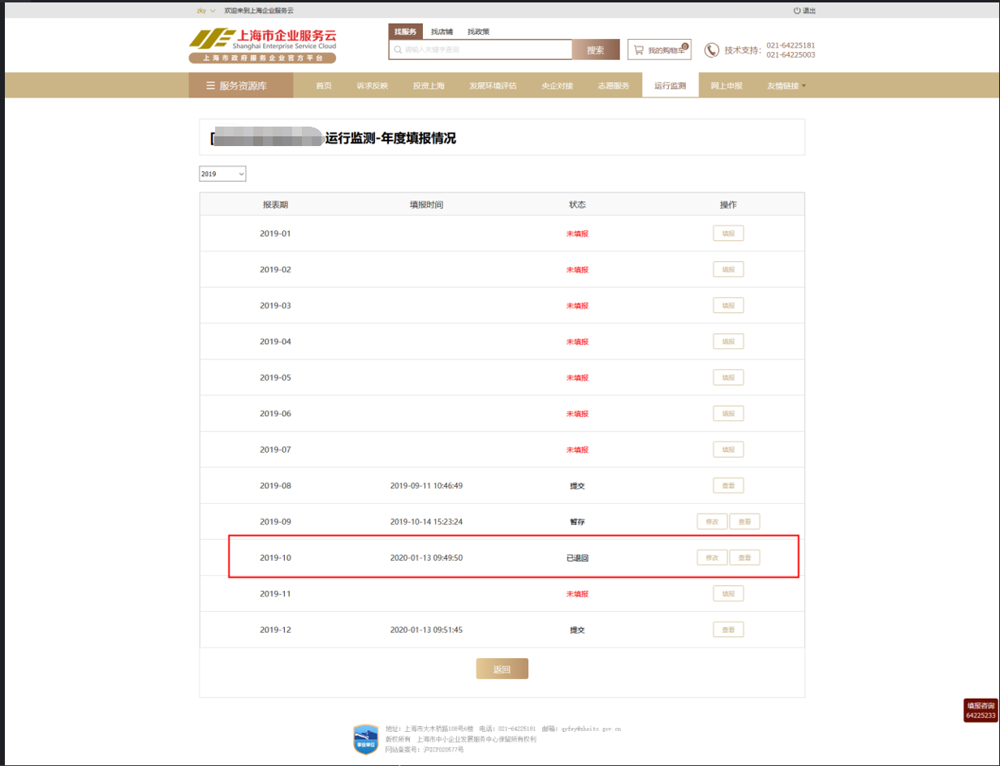 zky 欢迎来到上海企业服务云 退出
上海市企业服务云
Shanghai Enterprise Service Cloud
上海市政府服务企业官方平台
找服务 找店铺 找政策
请输入关键字查询 搜索 我的购物车 0
技术支持: 021-64225181
021-64225003
服务资源库 首页 诉求反映 投资上海 发展环境评估 央企对接 志愿服务 运行监测 网上申报 友情链接
[ 运行监测-年度填报情况
2019
报表期 填报时间 状态 操作
2019-01 未填报 填报
2019-02 未填报 填报
2019-03 未填报 填报
2019-04 未填报 填报
2019-05 未填报 填报
2019-06 未填报 填报
2019-07 未填报 填报
2019-08 2019-09-11 10:46:49 提交 查看
2019-09 2019-10-14 15:23:24 暂存 修改 查看
2019-10 2020-01-13 09:49:50 已退回 修改 查看
2019-11 未填报 填报
2019-12 2020-01-13 09:51:45 提交 查看
返回
填报咨询
64225233
地址: 上海市大木桥路108号6楼 电话: 021-64225181 邮箱: qyfwy@sheitc.gov.cn
版权所有 上海市中小企业发展服务中心保留所有权利
网站备案号: 沪ICP020577号
事业单位